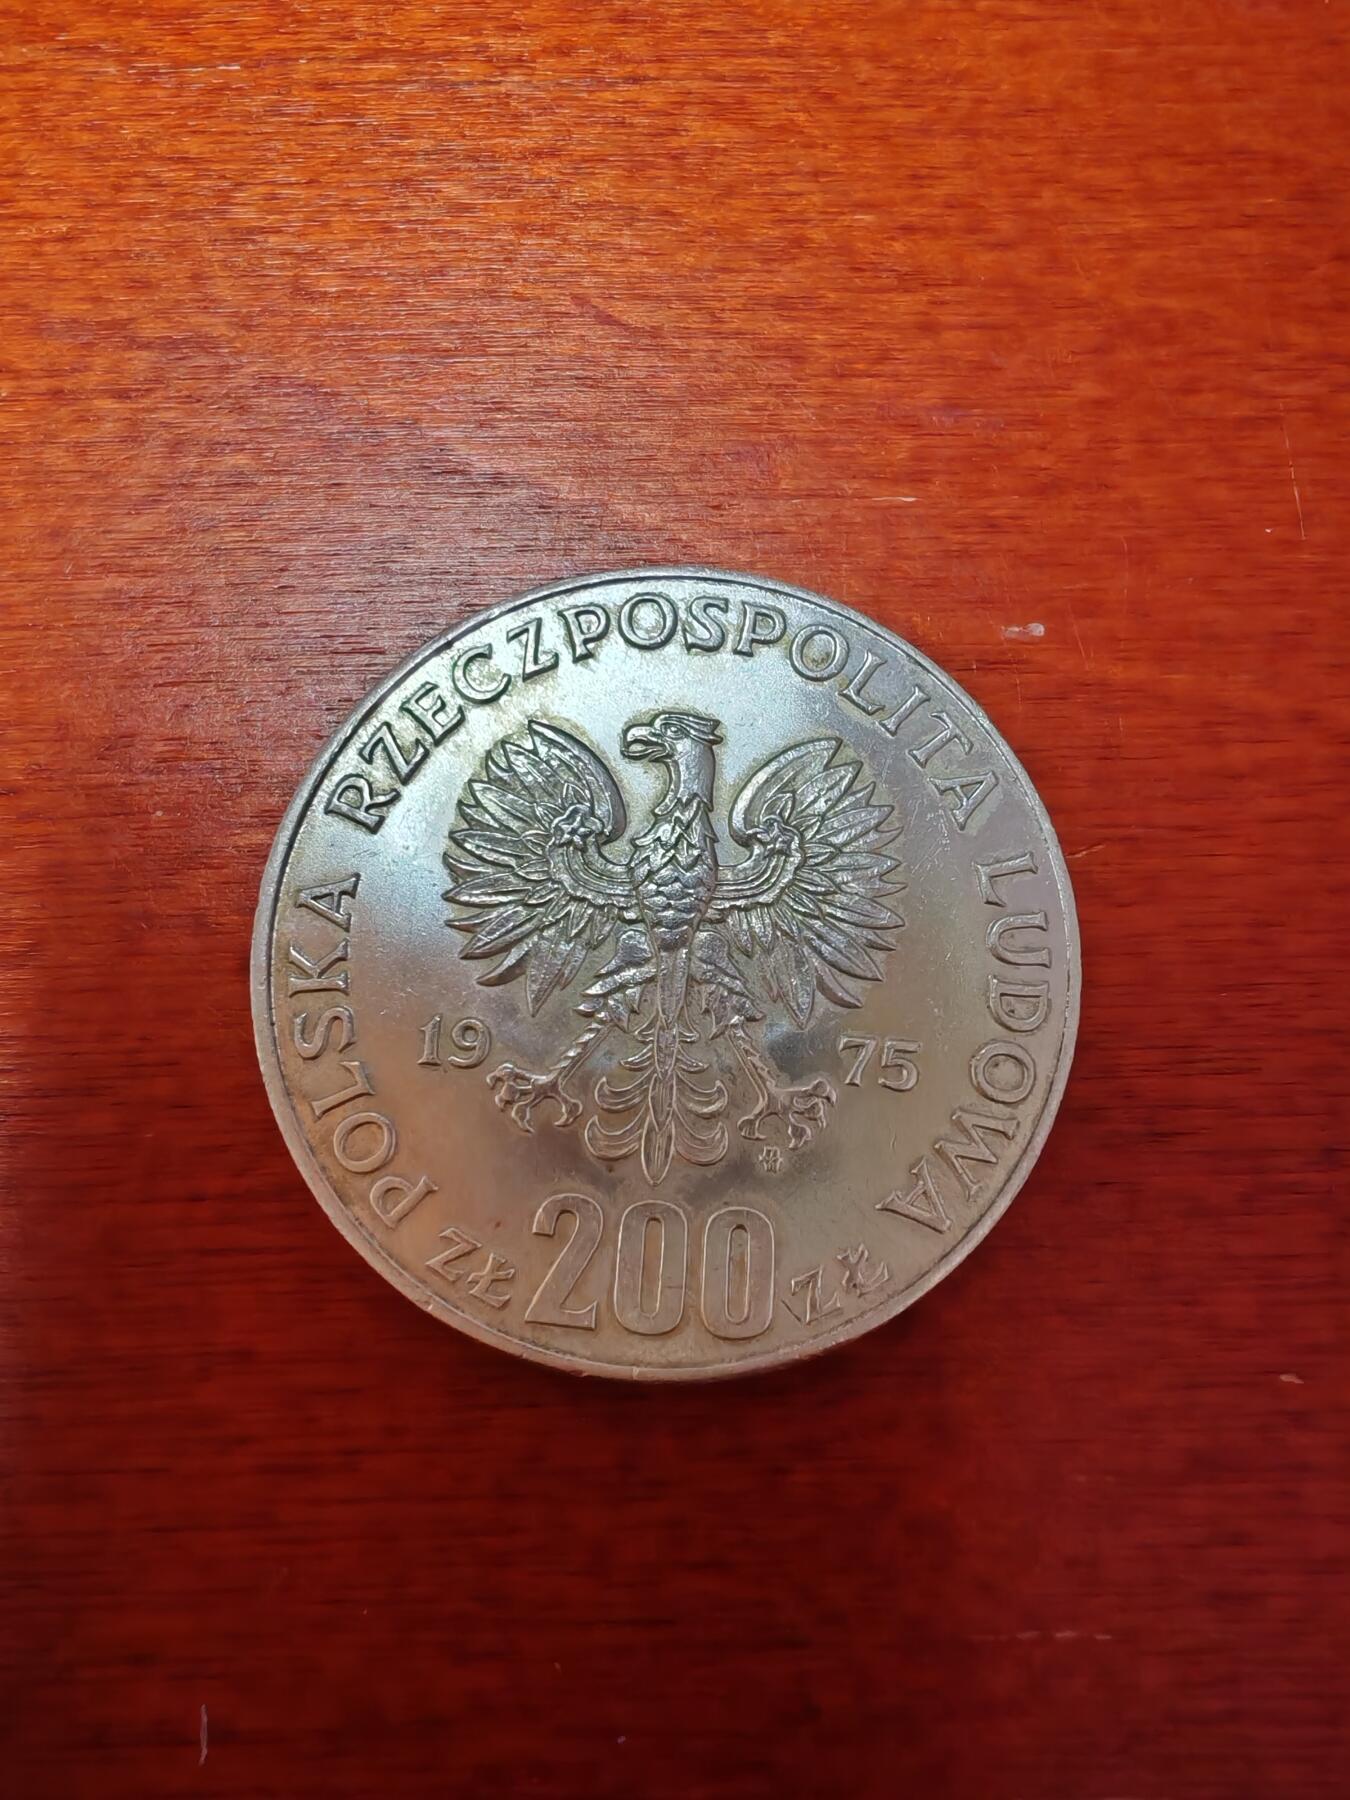 POLSKA RZECZPOSPOLITA LUDOWA
19 75
ZŁ 200 ZŁ